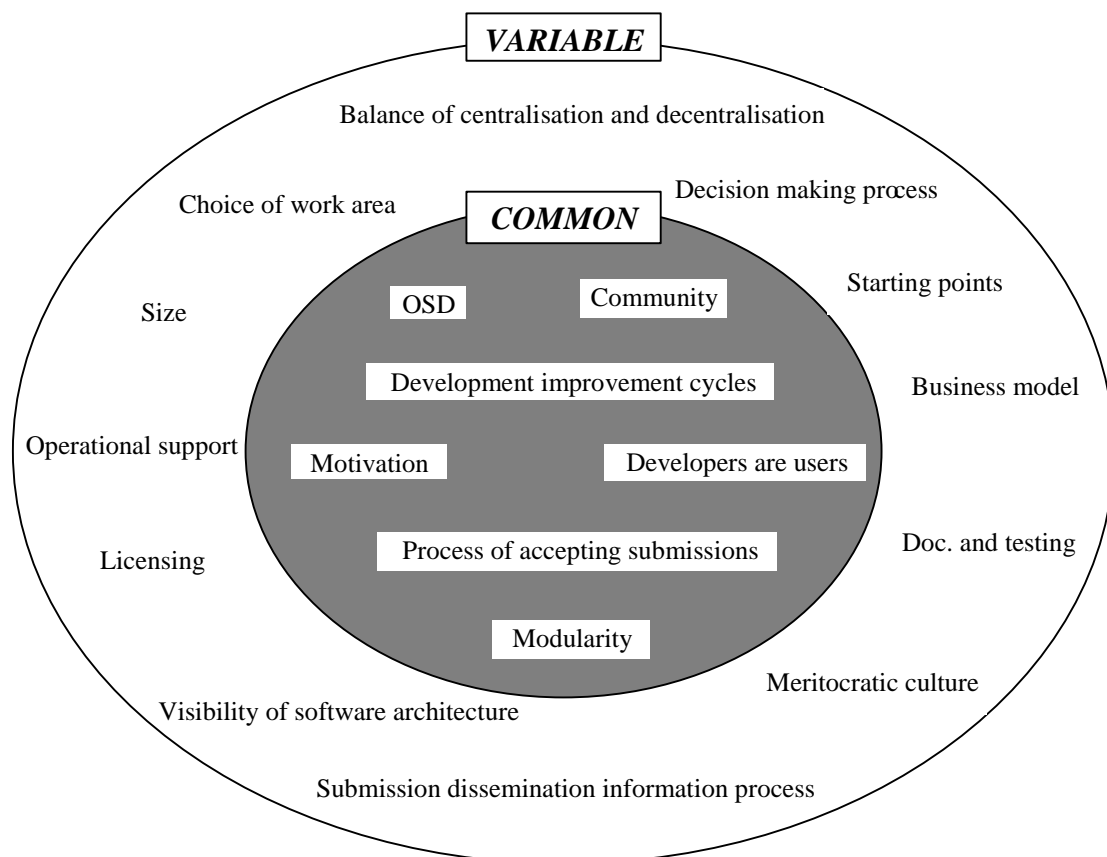 VARIABLE
Balance of centralisation and decentralisation
Decision making process
Choice of work area
COMMON
Starting points
Community
OSD
Size
Development improvement cycles
Business model
Operational support
Motivation
Developers are users
Process of accepting submissions
Doc. and testing
Licensing
Modularity
Meritocratic culture
Visibility of software architecture
Submission dissemination information process